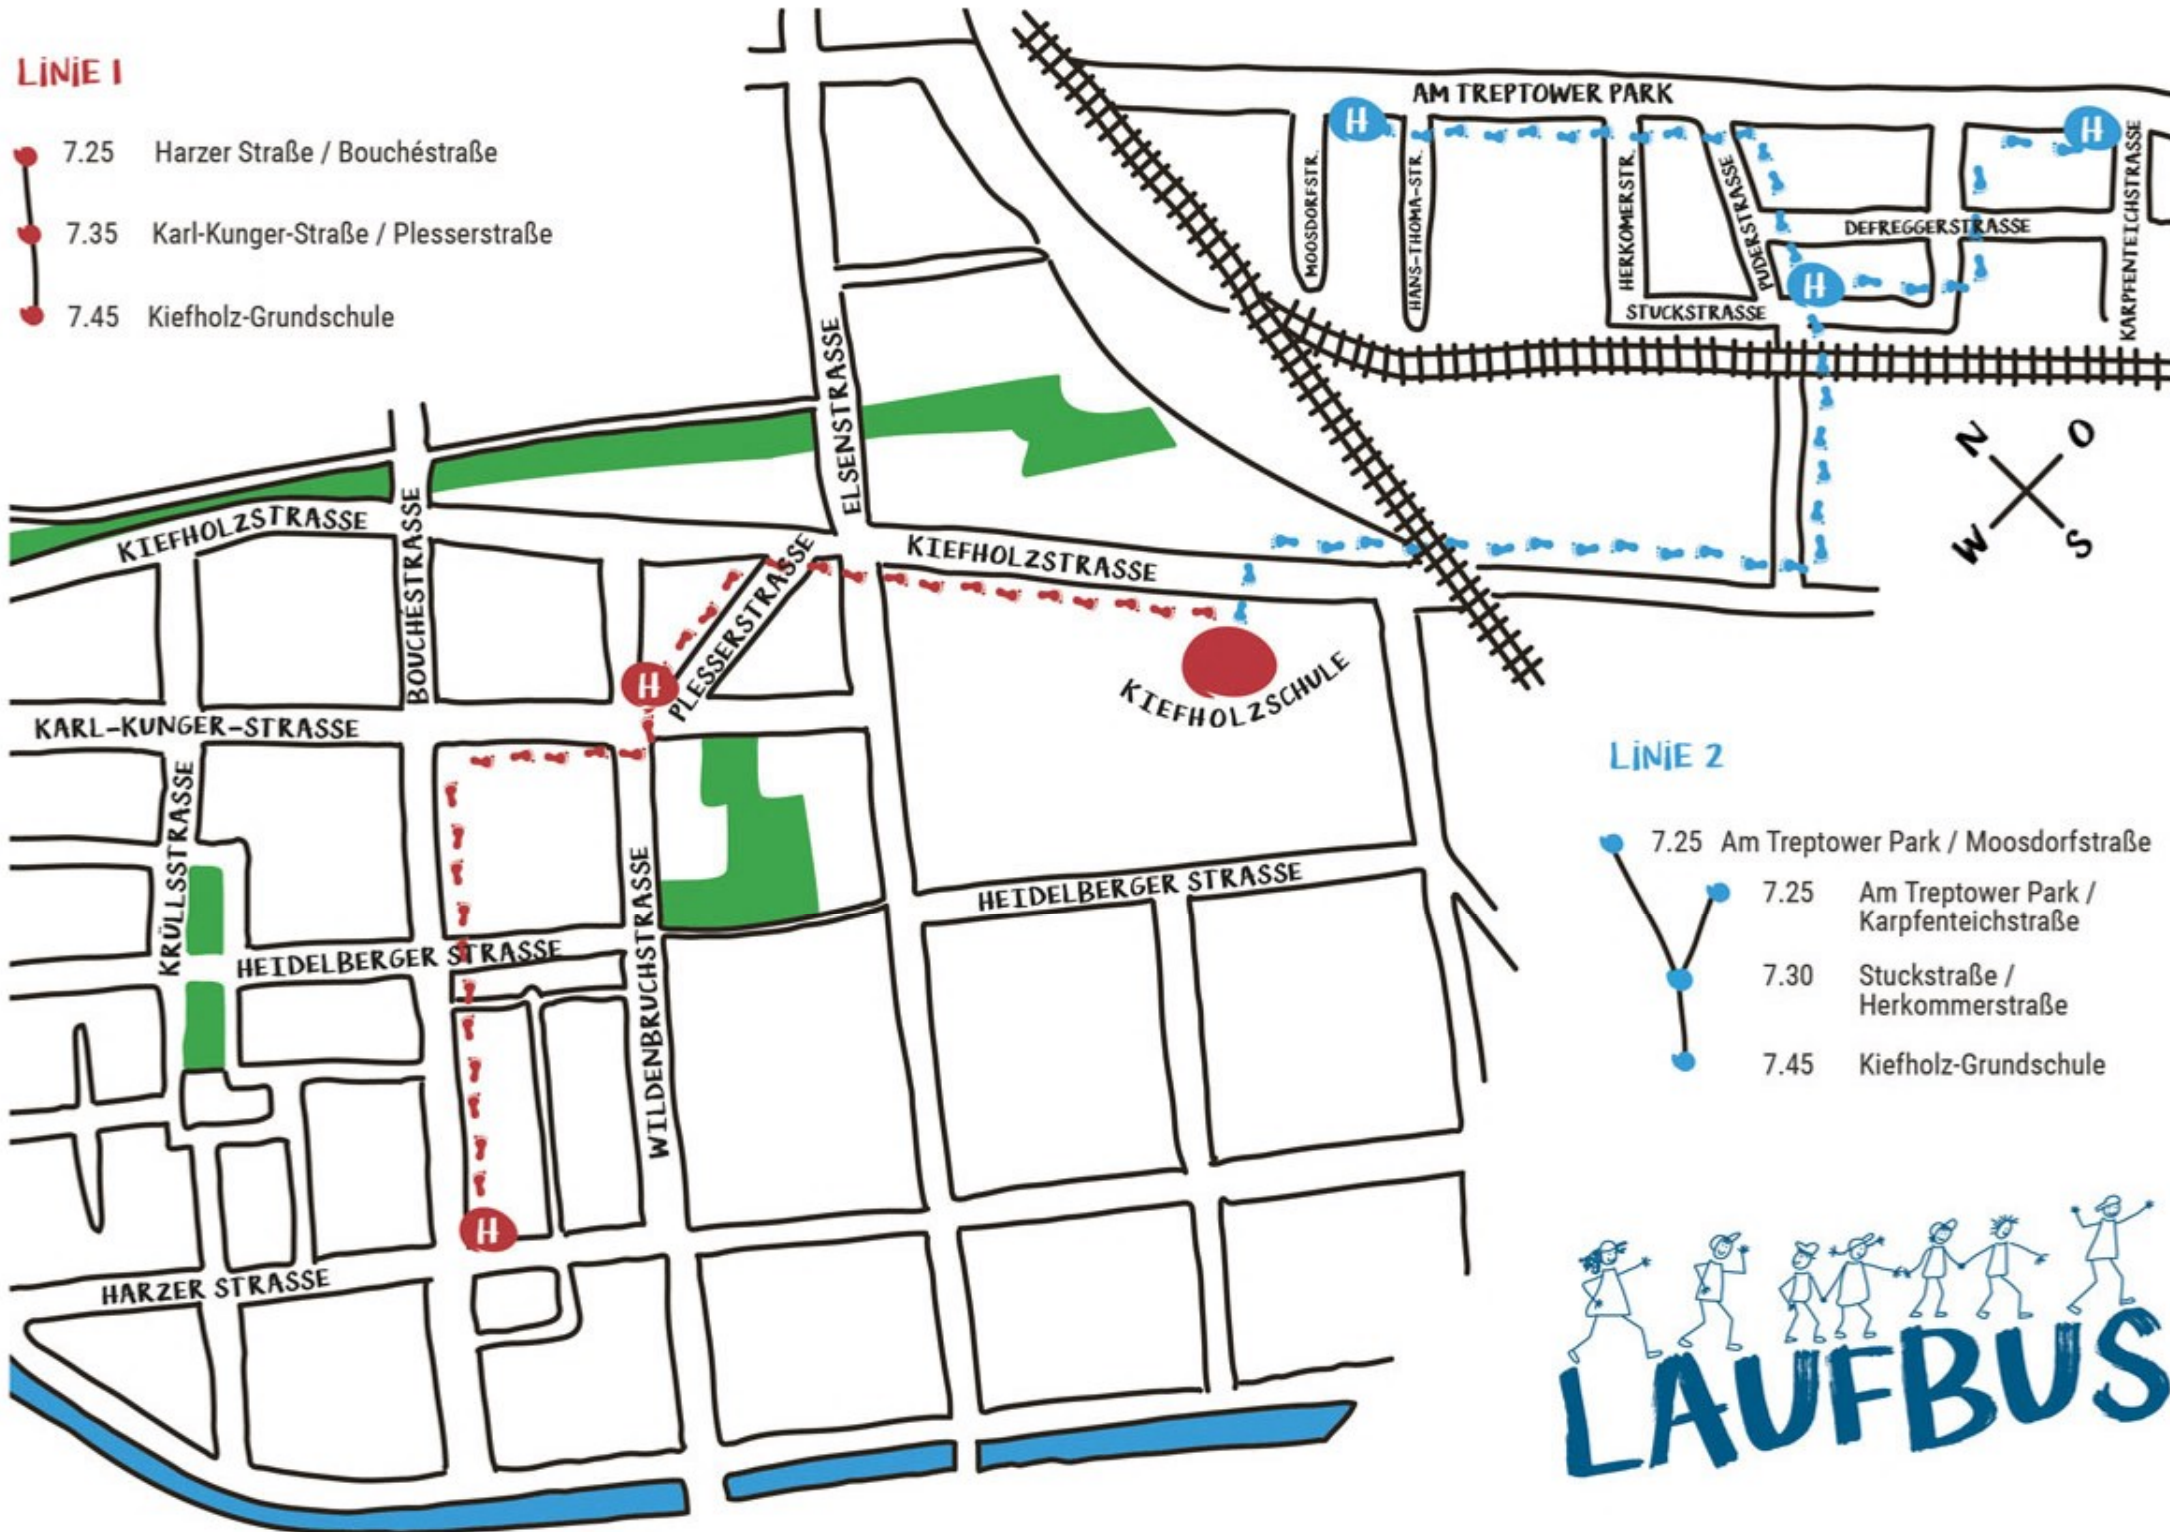 LINIE 1
7.25 Harzer Straße / Bouchéstraße
7.35 Karl-Kunger-Straße / Plesserstraße
7.45 Kiefholz-Grundschule
AM TREPTOWER PARK
H
H
MOOSDORFSTR.
HANS-THOMA-STR.
HERKOMERSTR.
PUDERSTRASSE
DEFREGGERSTRASSE
KARPFENTEICHSTRASSE
H
STUCKSTRASSE
ELSENSTRASSE
N
O
W
S
KIEFHOLZSTRASSE
BOUCHÉSTRASSE
PLESSERSTRASSE
KIEFHOLZSTRASSE
H
KIEFHOLZSCHULE
KARL-KUNGER-STRASSE
KRÜLLSSTRASSE
HEIDELBERGER STRASSE
WILDENBRUCHSTRASSE
HEIDELBERGER STRASSE
H
HARZER STRASSE
LINIE 2
7.25 Am Treptower Park / Moosdorfstraße
7.25 Am Treptower Park /
Karpfenteichstraße
7.30 Stuckstraße /
Herkommerstraße
7.45 Kiefholz-Grundschule
LAUFBUS